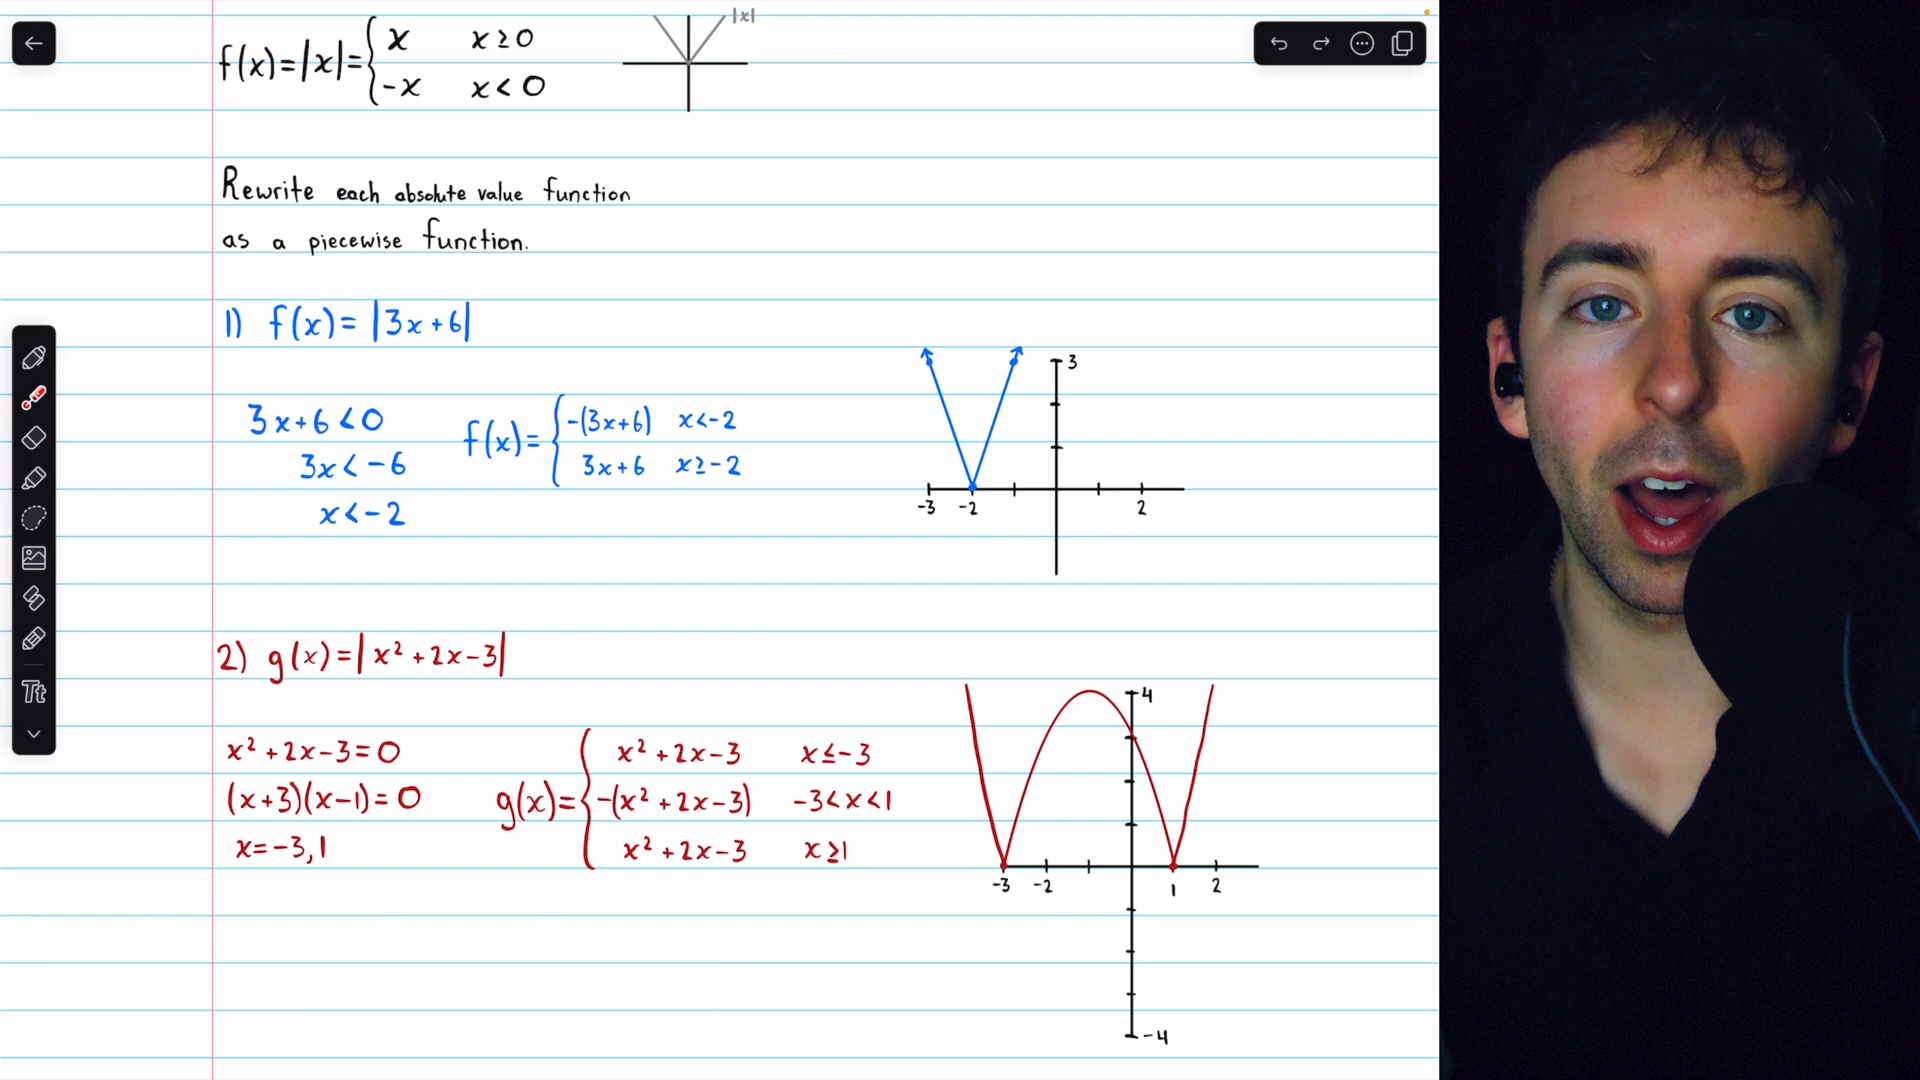 f(x)=|x|={x x≥0
-x x<0
|x|
Rewrite each absolute value function
as a piecewise function.
1) f(x)=|3x+6|
3x+6<0
3x<-6
x<-2
f(x)={-(3x+6) x<-2
3x+6 x≥-2
3
-3 -2 2
2) g(x)=|x²+2x-3|
x²+2x-3=0
(x+3)(x-1)=0
x=-3,1
g(x)={x²+2x-3 x≤-3
-(x²+2x-3) -3<x<1
x²+2x-3 x≥1
4
-3 -2 1 2
-4
Tt